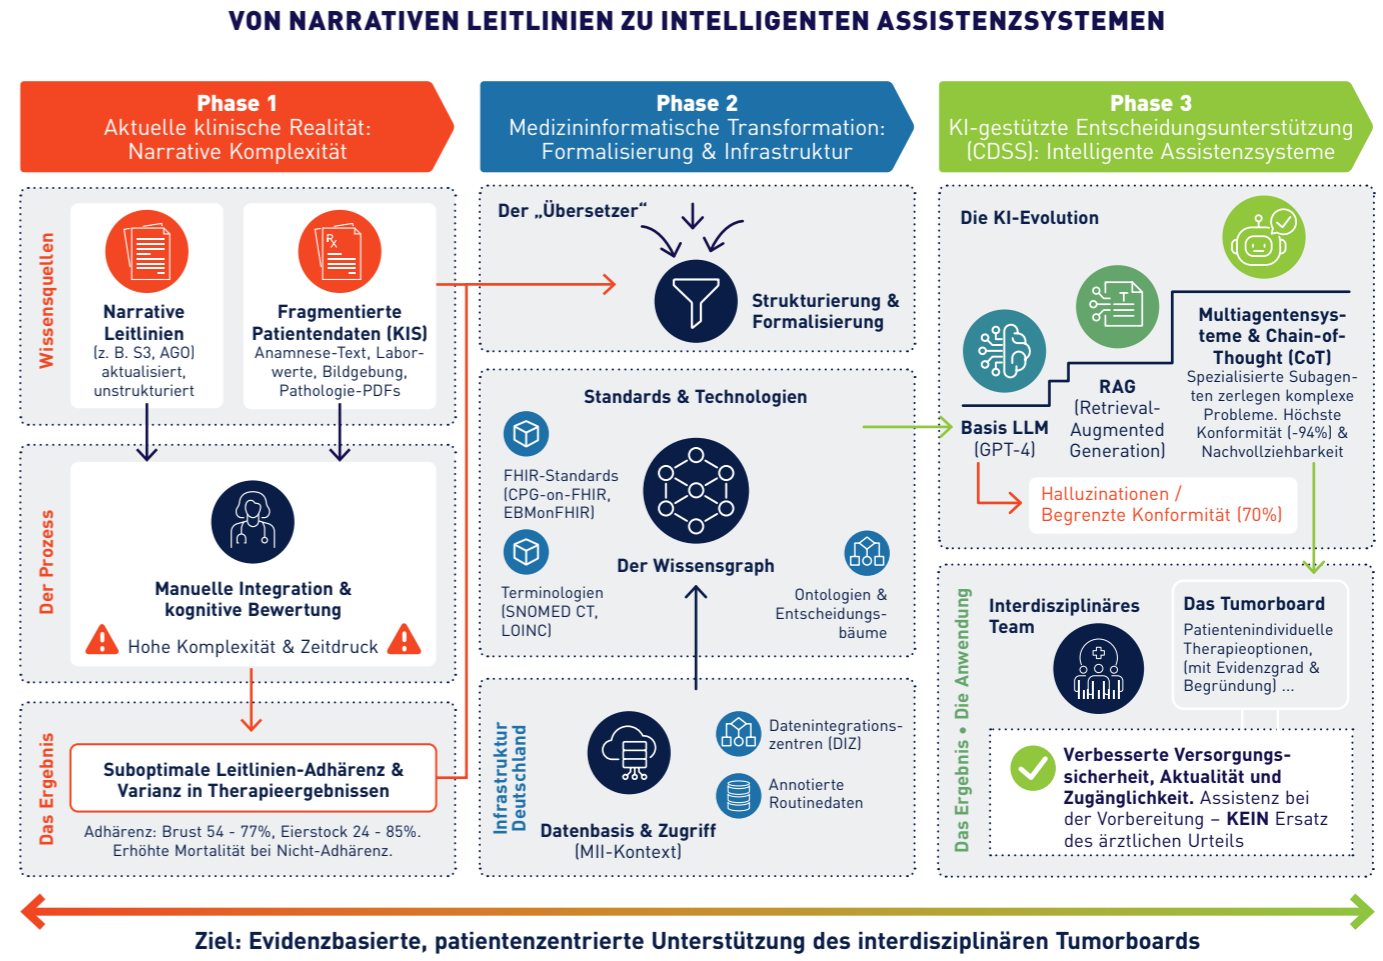 VON NARRATIVEN LEITLINIEN ZU INTELLIGENTEN ASSISTENZSYSTEMEN
Phase 1
Aktuelle klinische Realität:
Narrative Komplexität
Wissensquellen
Narrative
Leitlinien
(z. B. S3, AGO)
aktualisiert,
unstrukturiert
Rx
Fragmentierte
Patientendaten (KIS)
Anamnese-Text, Labor-
werte, Bildgebung,
Pathologie-PDFs
Der Prozess
Manuelle Integration &
kognitive Bewertung
Hohe Komplexität & Zeitdruck
Das Ergebnis
Suboptimale Leitlinien-Adhärenz &
Varianz in Therapieergebnissen
Adhärenz: Brust 54 - 77%, Eierstock 24 - 85%.
Erhöhte Mortalität bei Nicht-Adhärenz.
Phase 2
Medizininformatische Transformation:
Formalisierung & Infrastruktur
Der „Übersetzer“
Strukturierung &
Formalisierung
Standards & Technologien
FHIR-Standards
(CPG-on-FHIR,
EBMonFHIR)
Terminologien
(SNOMED CT,
LOINC)
Der Wissensgraph
Ontologien &
Entscheidungs-
bäume
Infrastruktur
Deutschland
Datenbasis & Zugriff
(MII-Kontext)
Datenintegrations-
zentren (DIZ)
Annotierte
Routinedaten
Phase 3
KI-gestützte Entscheidungsunterstützung
(CDSS): Intelligente Assistenzsysteme
Die KI-Evolution
Basis LLM
(GPT-4)
T
RAG
(Retrieval-
Augmented
Generation)
Multiagentensys-
teme & Chain-of-
Thought (CoT)
Spezialisierte Subagen-
ten zerlegen komplexe
Probleme. Höchste
Konformität (-94%) &
Nachvollziehbarkeit
Halluzinationen /
Begrenzte Konformität (70%)
Das Ergebnis • Die Anwendung
Interdisziplinäres
Team
Das Tumorboard
Patientenindividuelle
Therapieoptionen,
(mit Evidenzgrad &
Begründung) ...
Verbesserte Versorgungs-
sicherheit, Aktualität und
Zugänglichkeit. Assistenz bei
der Vorbereitung – KEIN Ersatz
des ärztlichen Urteils
Ziel: Evidenzbasierte, patientenzentrierte Unterstützung des interdisziplinären Tumorboards